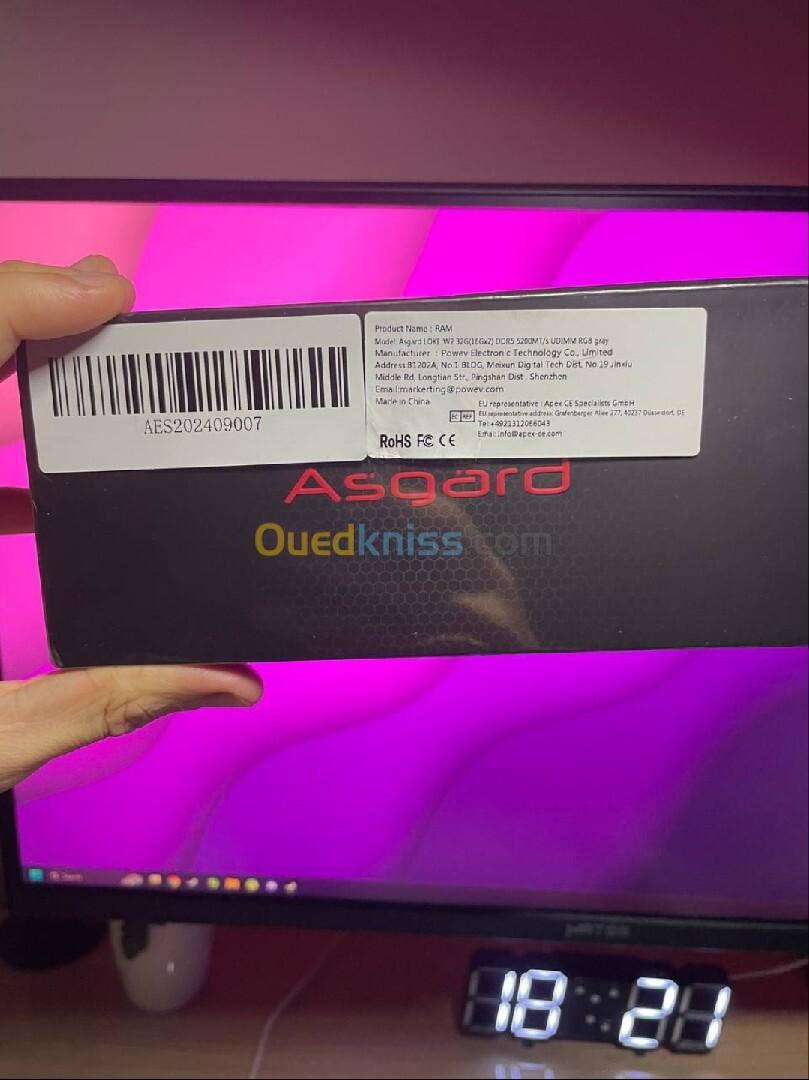 Product Name : RAM
Model: Asgard LOKI W2 32G(16Gx2) DDR5 5200MT/s UDIMM RGB gray
Manufacturer : Powev Electronic Technology Co., Limited
Address:B1202A, No.1 BLDG, Meixun Digital Tech Dist, No.19 Jinxiu
Middle Rd, Longtian Str., Pingshan Dist. Shenzhen
Email:markerting@powev.com
Made in China
EU representative : Apex CE Specialists GmbH
EC REP
EU representative address: Grafenberger Allee 277, 40237 Düsseldorf, DE
Tel:+4921312066043
Email:info@apex-ce.com
RoHS FC CE
AES202409007
Asgard
Ouedkniss.com
18:21